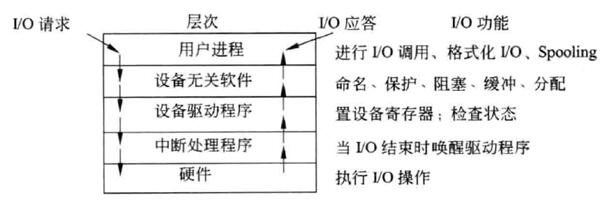 I/O 请求 层次 I/O 应答 I/O 功能
用户进程 进行 I/O 调用、格式化 I/O、Spooling
设备无关软件 命名、保护、阻塞、缓冲、分配
设备驱动程序 置设备寄存器；检查状态
中断处理程序 当 I/O 结束时唤醒驱动程序
硬件 执行 I/O 操作